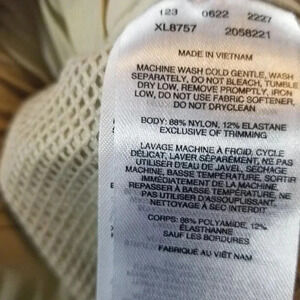 123 0622 2227
XL8757 2058221
MADE IN VIETNAM
MACHINE WASH COLD GENTLE, WASH
SEPARATELY, DO NOT BLEACH, TUMBLE
DRY LOW, REMOVE PROMPTLY, IRON
LOW, DO NOT USE FABRIC SOFTENER,
DO NOT DRYCLEAN
BODY: 88% NYLON, 12% ELASTANE
EXCLUSIVE OF TRIMMING
LAVAGE MACHINE À FROID, CYCLE
DÉLICAT, LAVER SÉPARÉMENT, NE PAS
UTILISER D'EAU DE JAVEL, SECHAGE
MACHINE, BASSE TEMPÉRATURE, SORTIR
IMMÉDIATEMENT DE LA MACHINE,
REPASSER À BASSE TEMPÉRATURE, NE
PAS UTILISER D'ASSOUPLISSANT,
NETTOYAGE À SEC INTERDIT
CORPS: 88% POLYAMIDE, 12%
ÉLASTHANNE
SAUF LES BORDURES
FABRIQUÉ AU VIÊT NAM